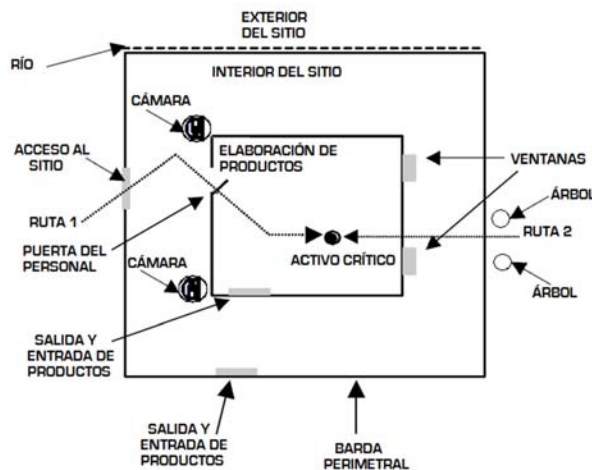 EXTERIOR
DEL SITIO
RÍO
INTERIOR DEL SITIO
CÁMARA
ACCESO AL
SITIO
ELABORACIÓN DE
PRODUCTOS
VENTANAS
ÁRBOL
RUTA 1
RUTA 2
PUERTA DEL
PERSONAL
ACTIVO CRÍTICO
CÁMARA
ÁRBOL
SALIDA Y
ENTRADA DE
PRODUCTOS
SALIDA Y
ENTRADA DE
PRODUCTOS
BARDA
PERIMETRAL